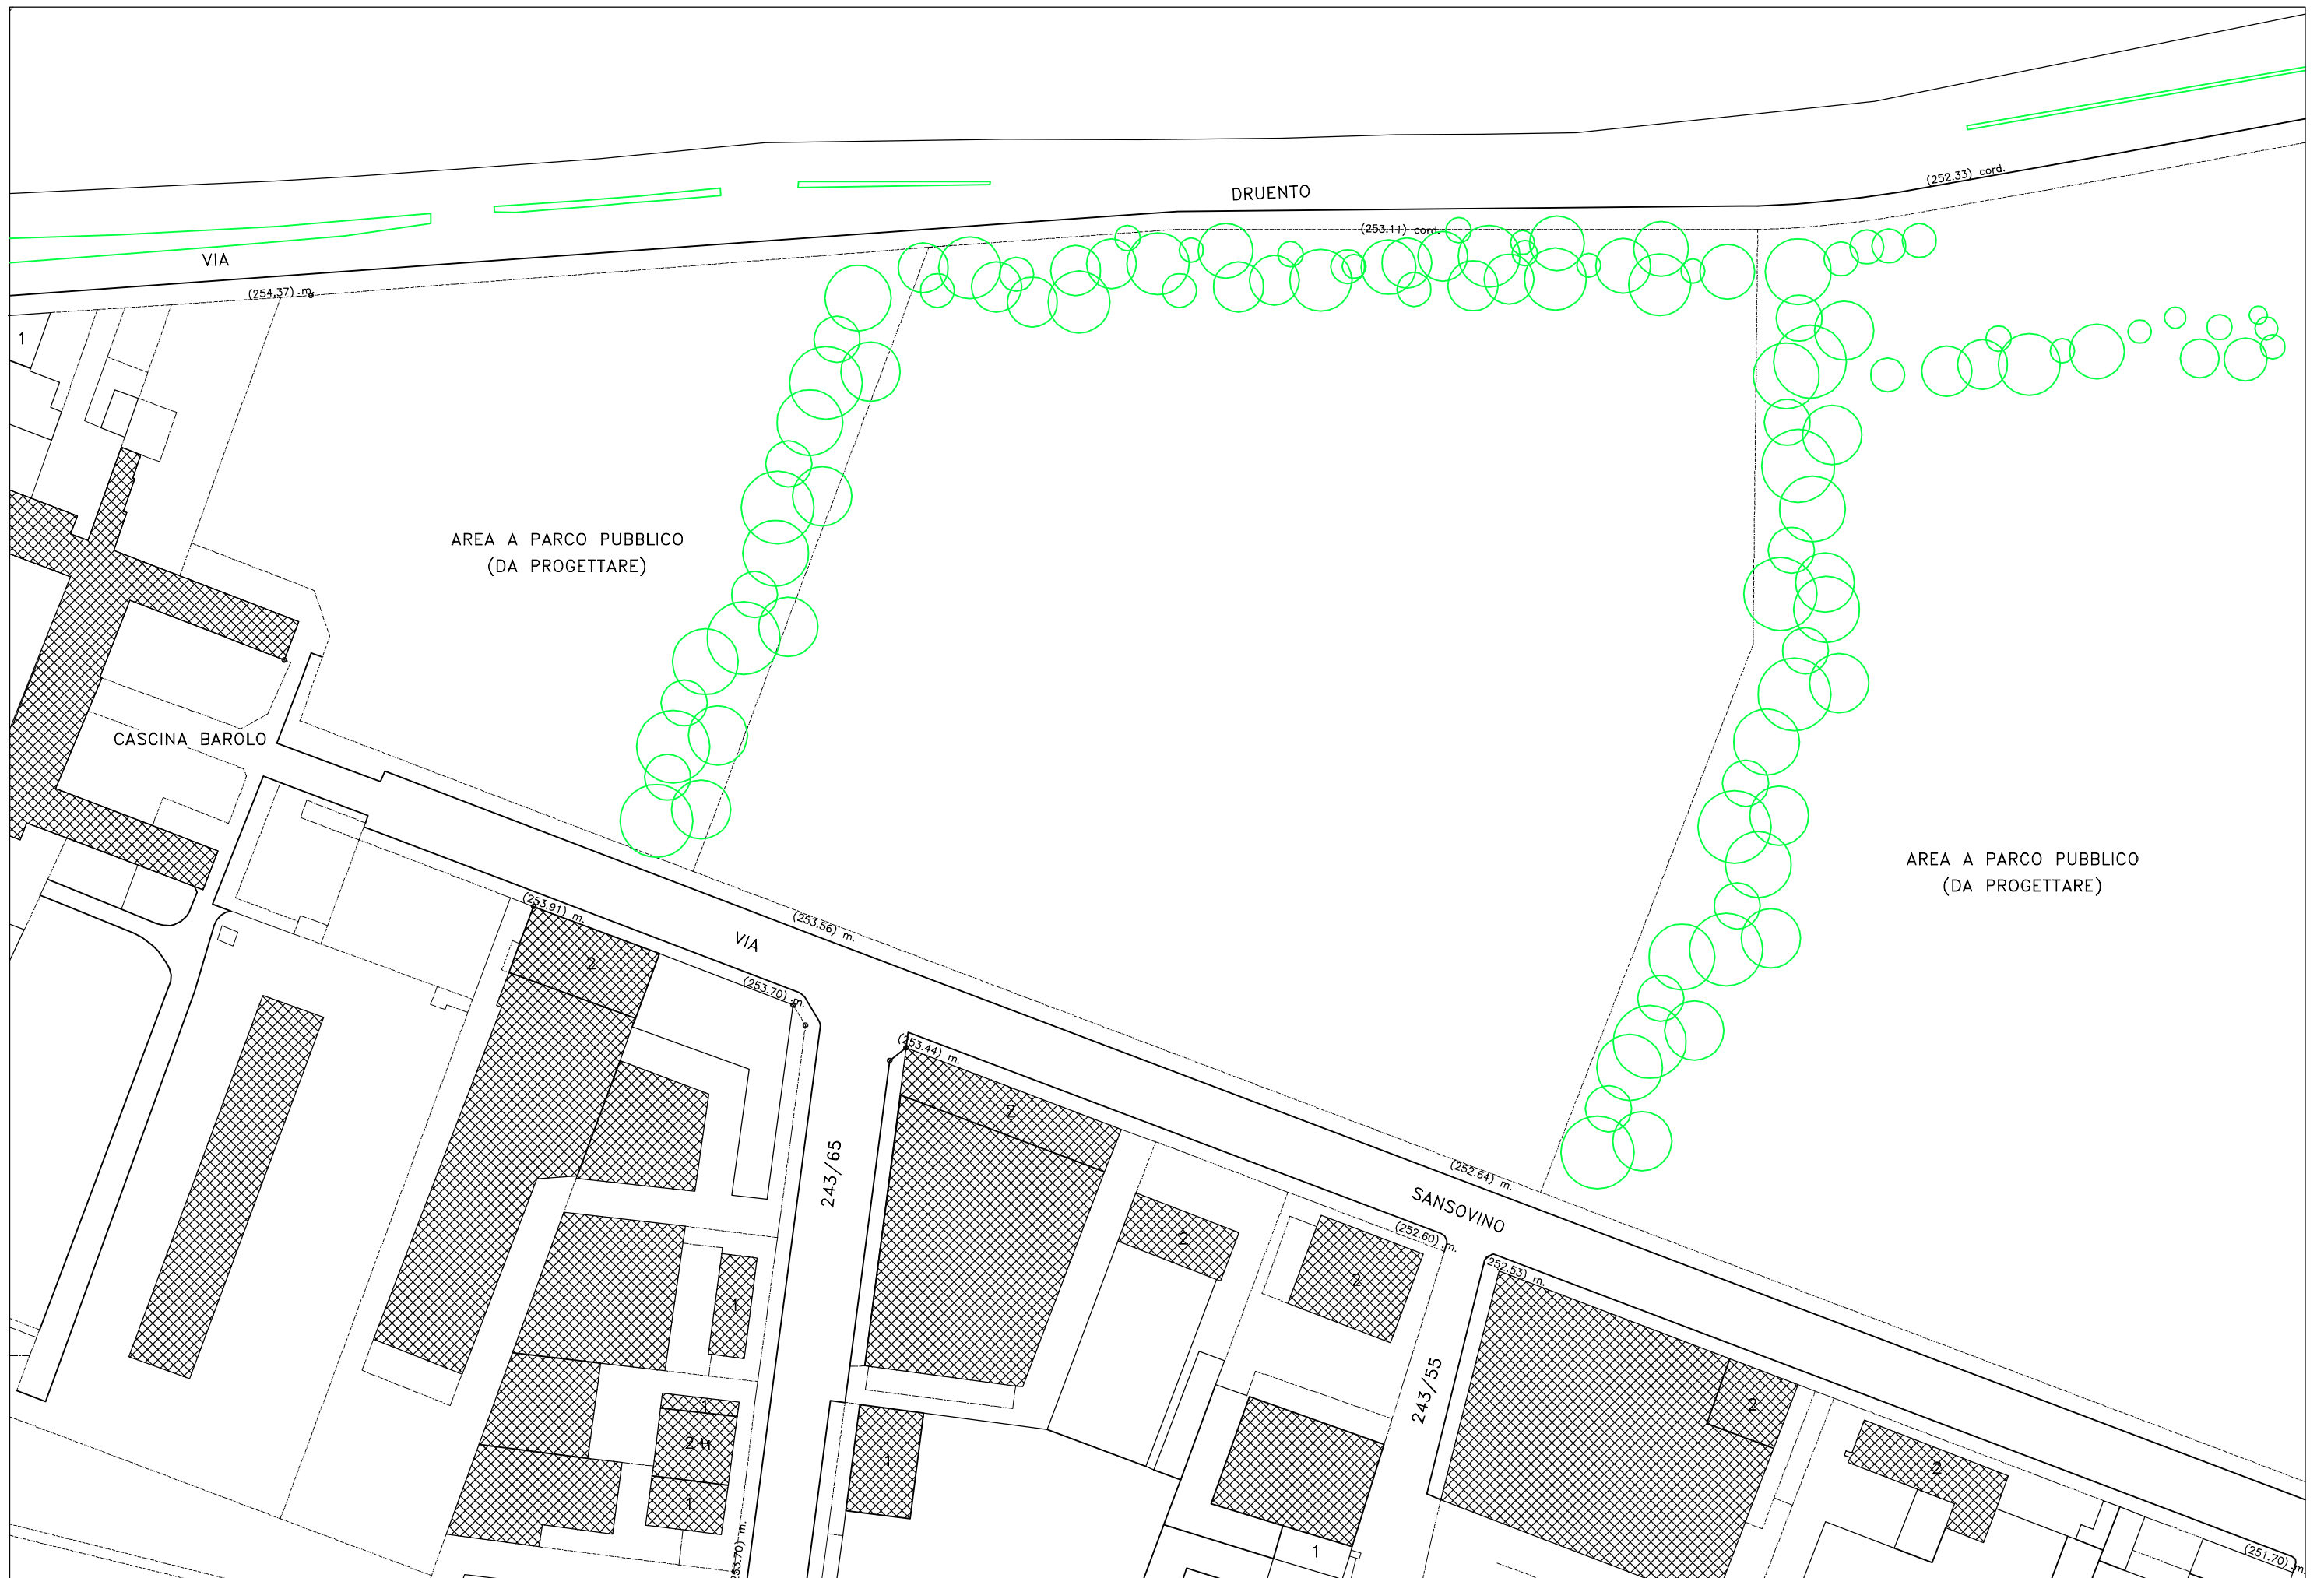 (252.33) cord.
DRUENTO
(253.11) cord.
VIA
(254.37) m.
1
AREA A PARCO PUBBLICO
(DA PROGETTARE)
CASCINA BAROLO
AREA A PARCO PUBBLICO
(DA PROGETTARE)
(253.91) m.
(253.56) m.
VIA
2
(253.70) m.
(253.44) m.
2
243/65
(252.64) m.
SANSOVINO
(252.60) m.
2
2
(252.53) m.
1
243/55
2
1
2+1
1
1
2
1
(253.70) m.
(251.70) m.